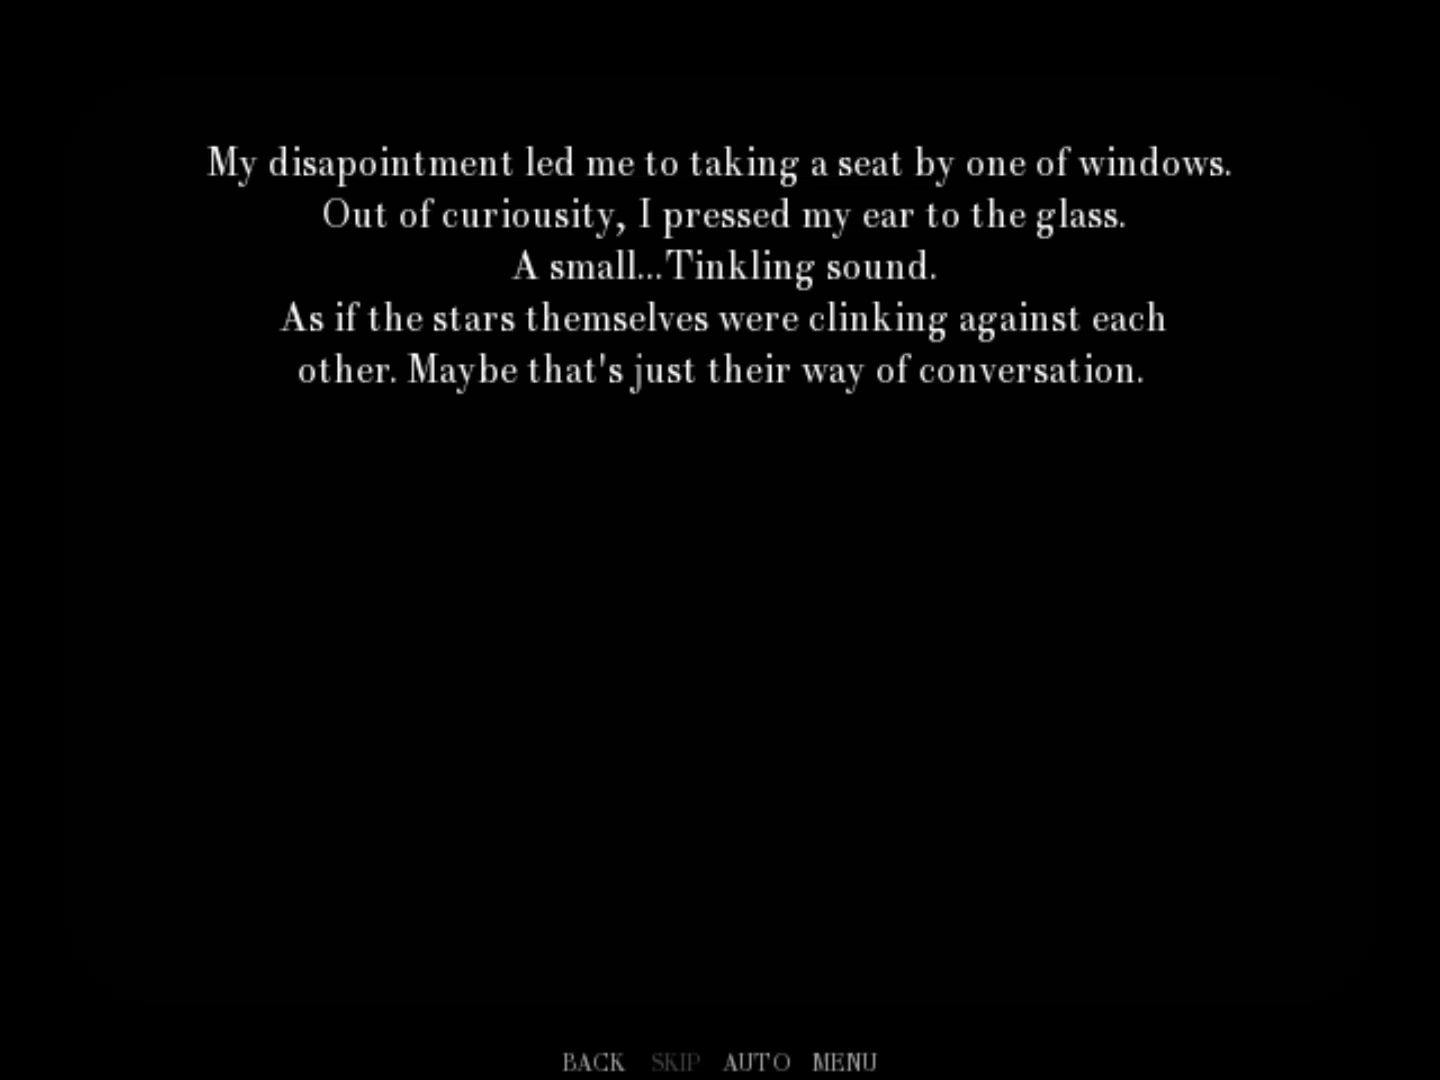 My disapointment led me to taking a seat by one of windows.
Out of curiousity, I pressed my ear to the glass.
A small...Tinkling sound.
As if the stars themselves were clinking against each
other. Maybe that's just their way of conversation.
BACK SKIP AUTO MENU